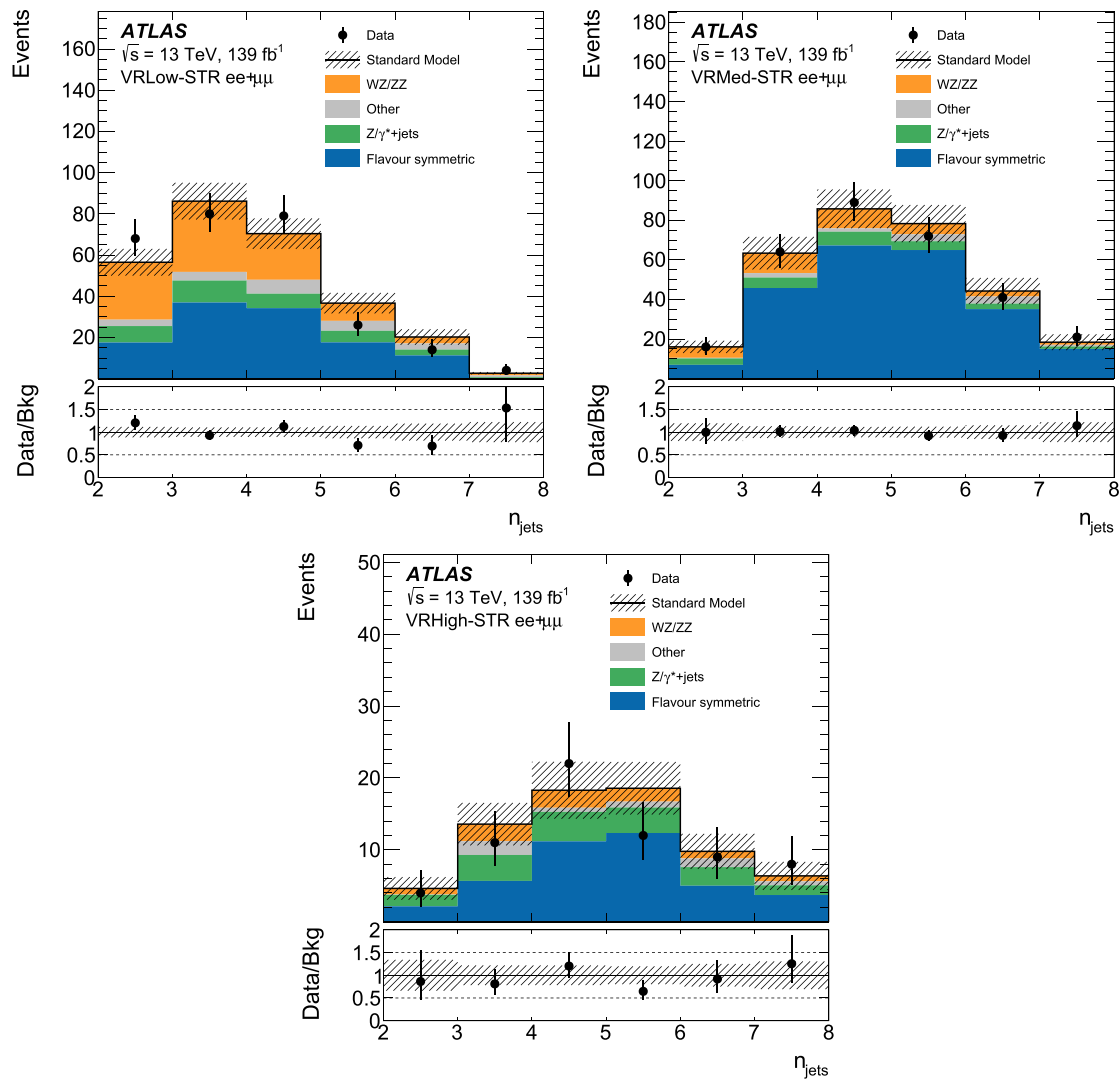 Events
ATLAS
√s = 13 TeV, 139 fb⁻¹
VRLow-STR ee+μμ
Data
Standard Model
WZ/ZZ
Other
Z/γ*+jets
Flavour symmetric
160
140
120
100
80
60
40
20
Data/Bkg
2
1.5
1
0.5
0
2 3 4 5 6 7 8
n_jets
Events
ATLAS
√s = 13 TeV, 139 fb⁻¹
VRMed-STR ee+μμ
Data
Standard Model
WZ/ZZ
Other
Z/γ*+jets
Flavour symmetric
180
160
140
120
100
80
60
40
20
Data/Bkg
2
1.5
1
0.5
0
2 3 4 5 6 7 8
n_jets
Events
ATLAS
√s = 13 TeV, 139 fb⁻¹
VRHigh-STR ee+μμ
Data
Standard Model
WZ/ZZ
Other
Z/γ*+jets
Flavour symmetric
50
40
30
20
10
Data/Bkg
2
1.5
1
0.5
0
2 3 4 5 6 7 8
n_jets